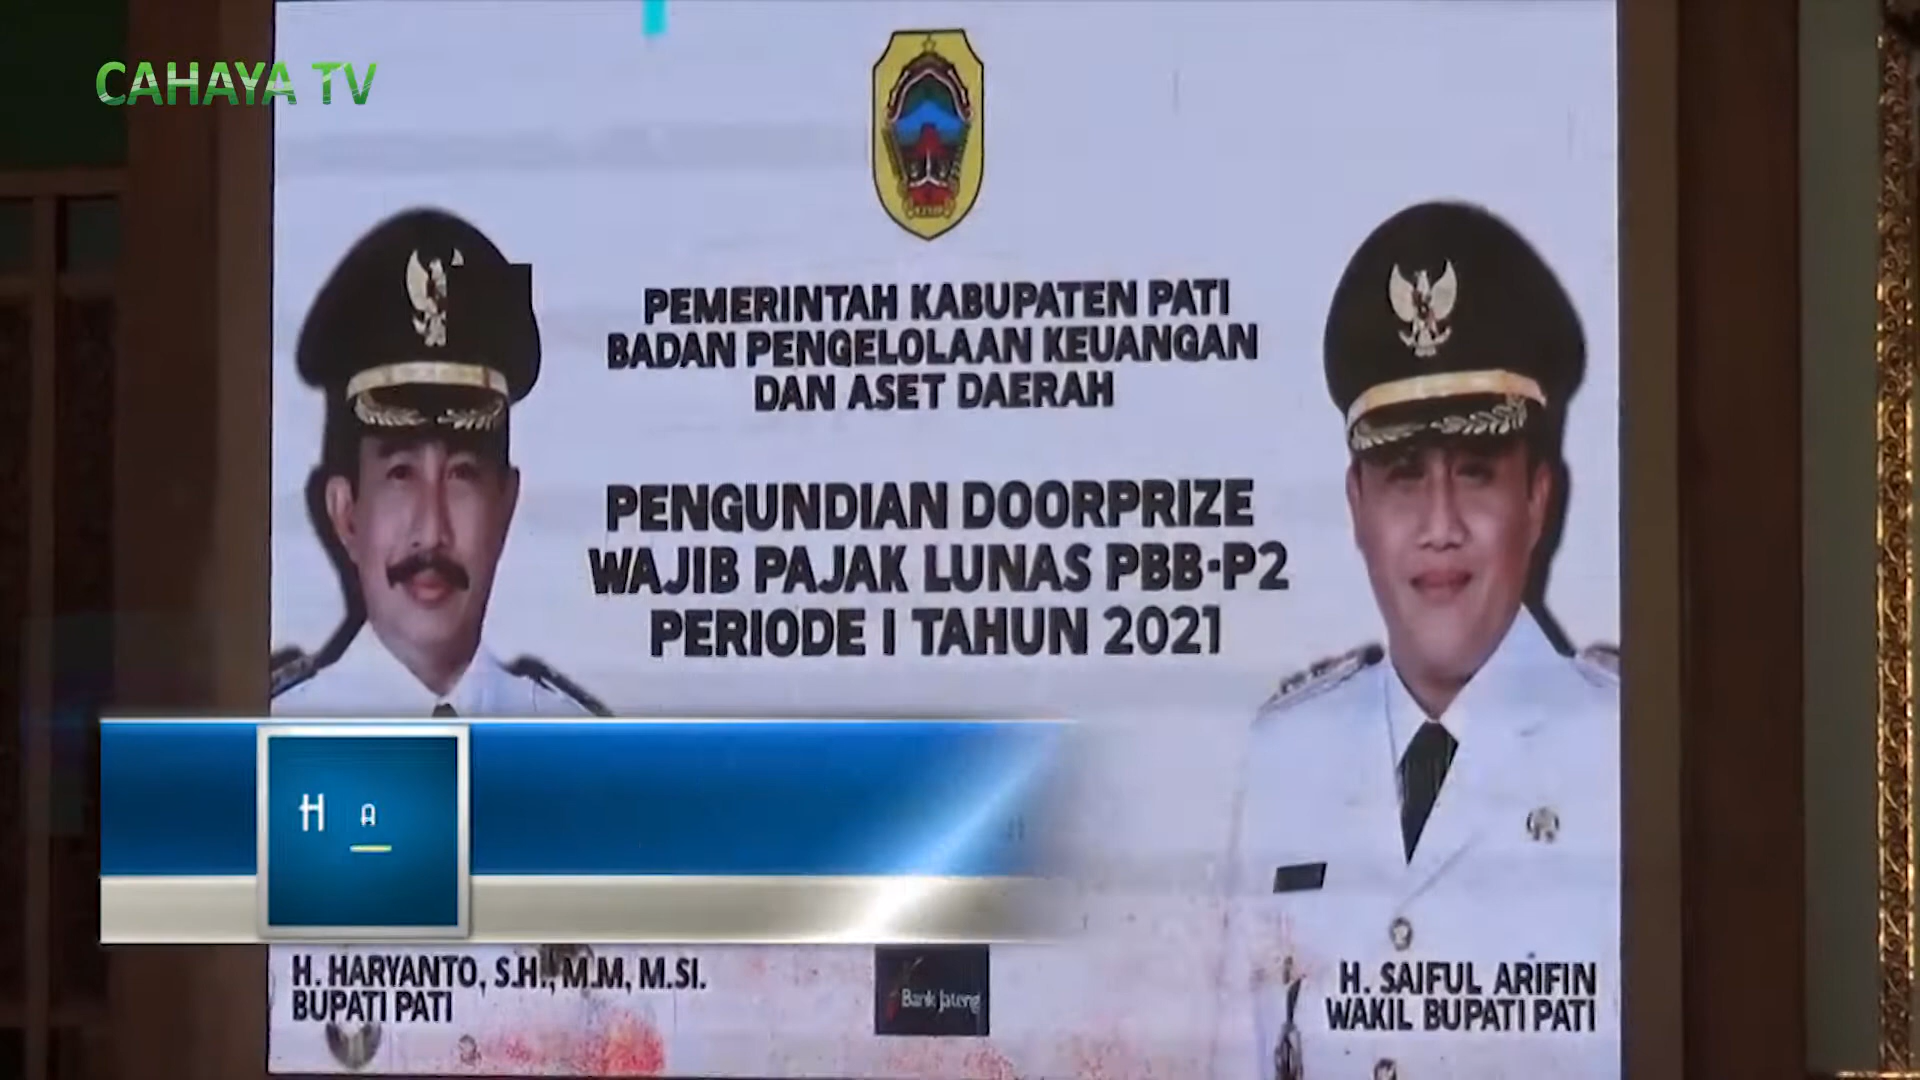 CAHAYA TV
PEMERINTAH KABUPATEN PATI
BADAN PENGELOLAAN KEUANGAN
DAN ASET DAERAH
PENGUNDIAN DOORPRIZE
WAJIB PAJAK LUNAS PBB-P2
PERIODE I TAHUN 2021
H A
H. HARYANTO, S.H., M.M, M.SI.
BUPATI PATI
Bank Jateng
H. SAIFUL ARIFIN
WAKIL BUPATI PATI